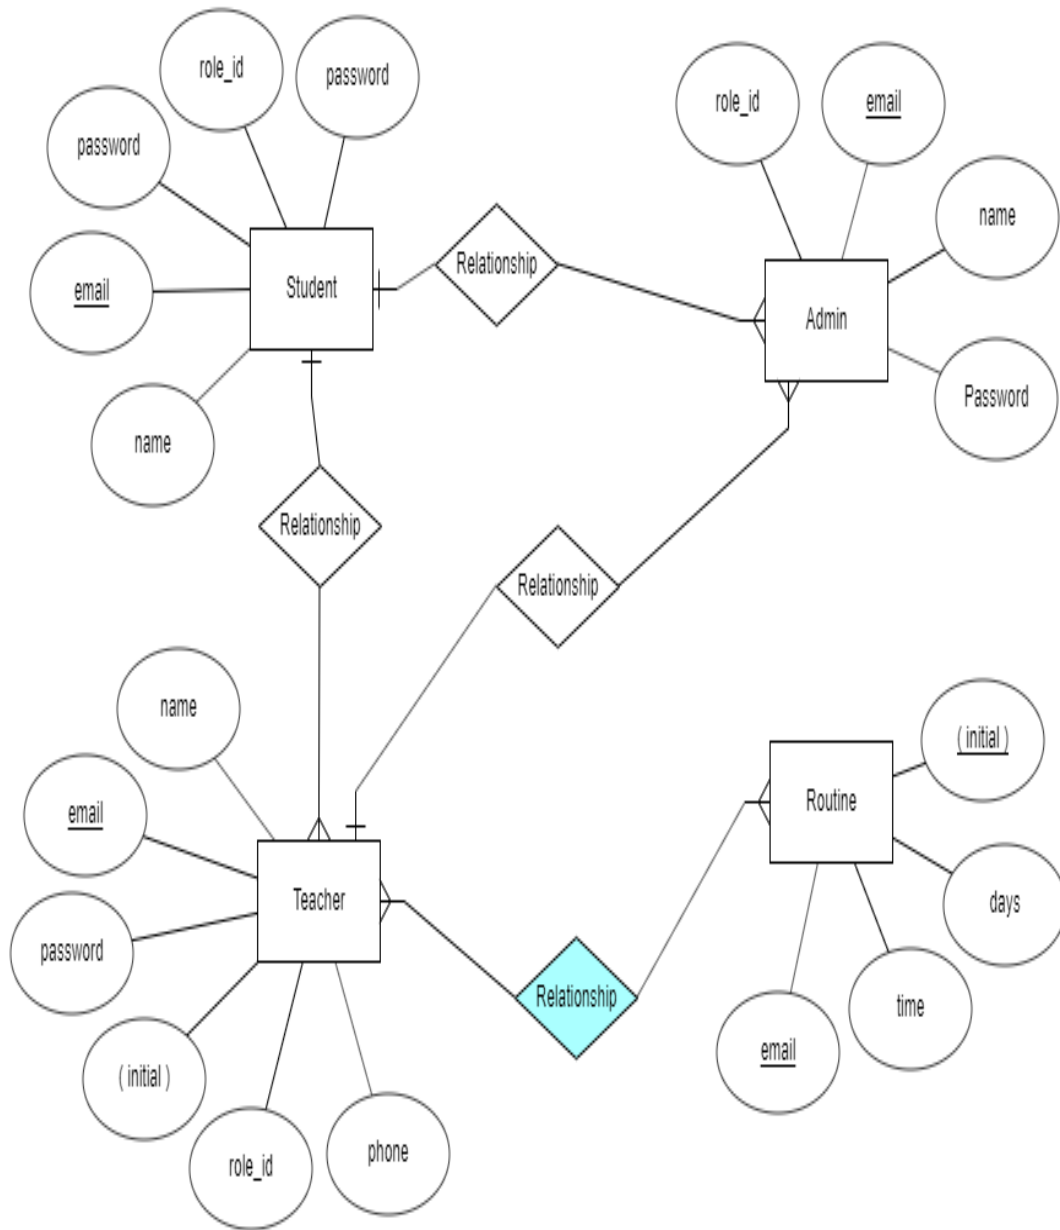 role_id
password
password
email
name
Student
Relationship
role_id
email
name
Password
Admin
Relationship
Relationship
name
email
password
( initial )
role_id
phone
Teacher
Relationship
Routine
( initial )
days
time
email